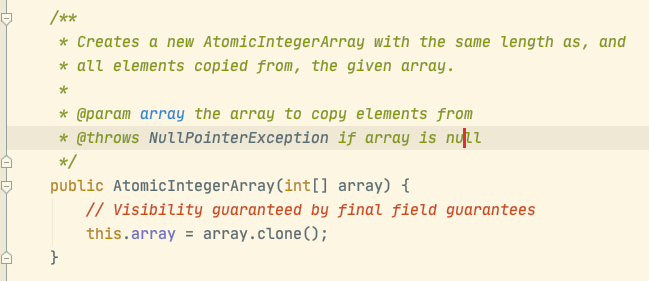 /**
* Creates a new AtomicIntegerArray with the same length as, and
* all elements copied from, the given array.
*
* @param array the array to copy elements from
* @throws NullPointerException if array is null
*/
public AtomicIntegerArray(int[] array) {
// Visibility guaranteed by final field guarantees
this.array = array.clone();
}